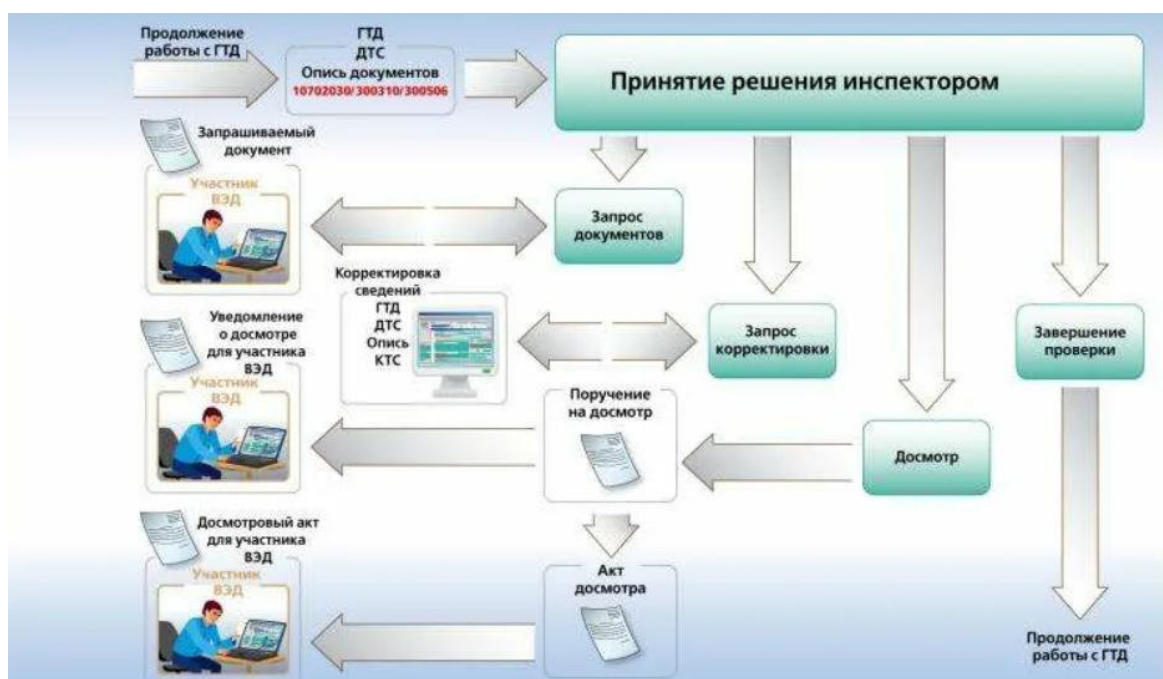 Продолжение
работы с ГТД
ГТД
ДТС
Опись документов
10702030/300310/300506
Принятие решения инспектором
Запрашиваемый
документ
Участник
ВЭД
Запрос
документов
Корректировка
сведений
ГТД
ДТС
Опись
КТС
Запрос
корректировки
Завершение
проверки
Уведомление
о досмотре
для участника
ВЭД
Участник
ВЭД
Поручение
на досмотр
Досмотр
Досмотровый акт
для участника
ВЭД
Участник
ВЭД
Акт
досмотра
Продолжение
работы с ГТД